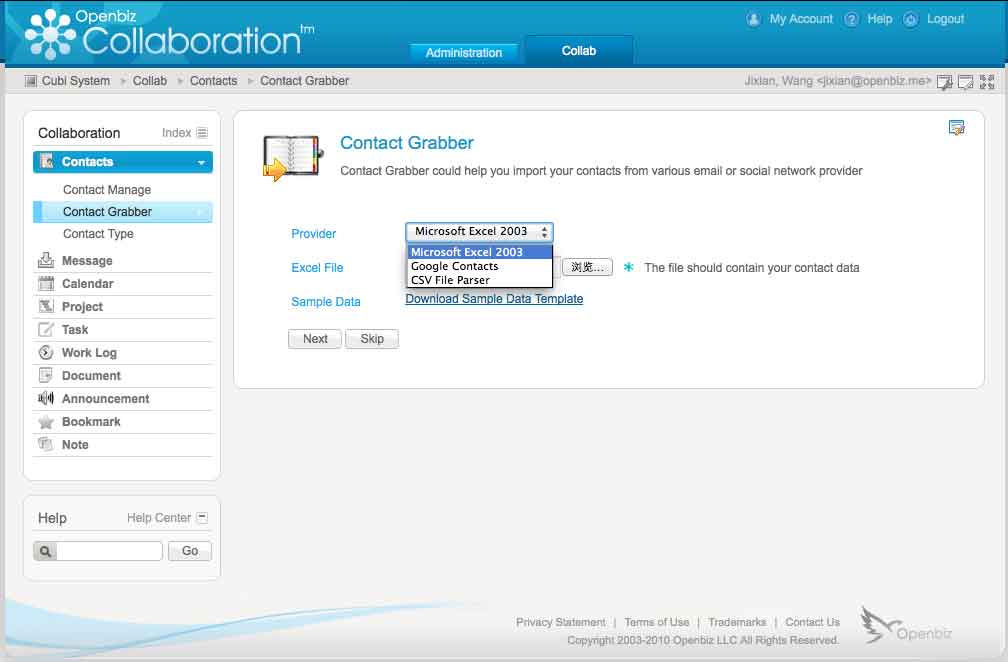 Openbiz
Collaboration™
My Account
Help
Logout
Administration
Collab
Cubi System
Collab
Contacts
Contact Grabber
Jixian, Wang <jixian@openbiz.me>
Collaboration
Index
Contacts
Contact Manage
Contact Grabber
Contact Type
Message
Calendar
Project
Task
Work Log
Document
Announcement
Bookmark
Note
Help
Help Center
Go
Contact Grabber
Contact Grabber could help you import your contacts from various email or social network provider
Provider
Microsoft Excel 2003
Microsoft Excel 2003
Google Contacts
CSV File Parser
Excel File
浏览...
* The file should contain your contact data
Sample Data
Download Sample Data Template
Next
Skip
Privacy Statement | Terms of Use | Trademarks | Contact Us
Copyright 2003-2010 Openbiz LLC All Rights Reserved.
Openbiz